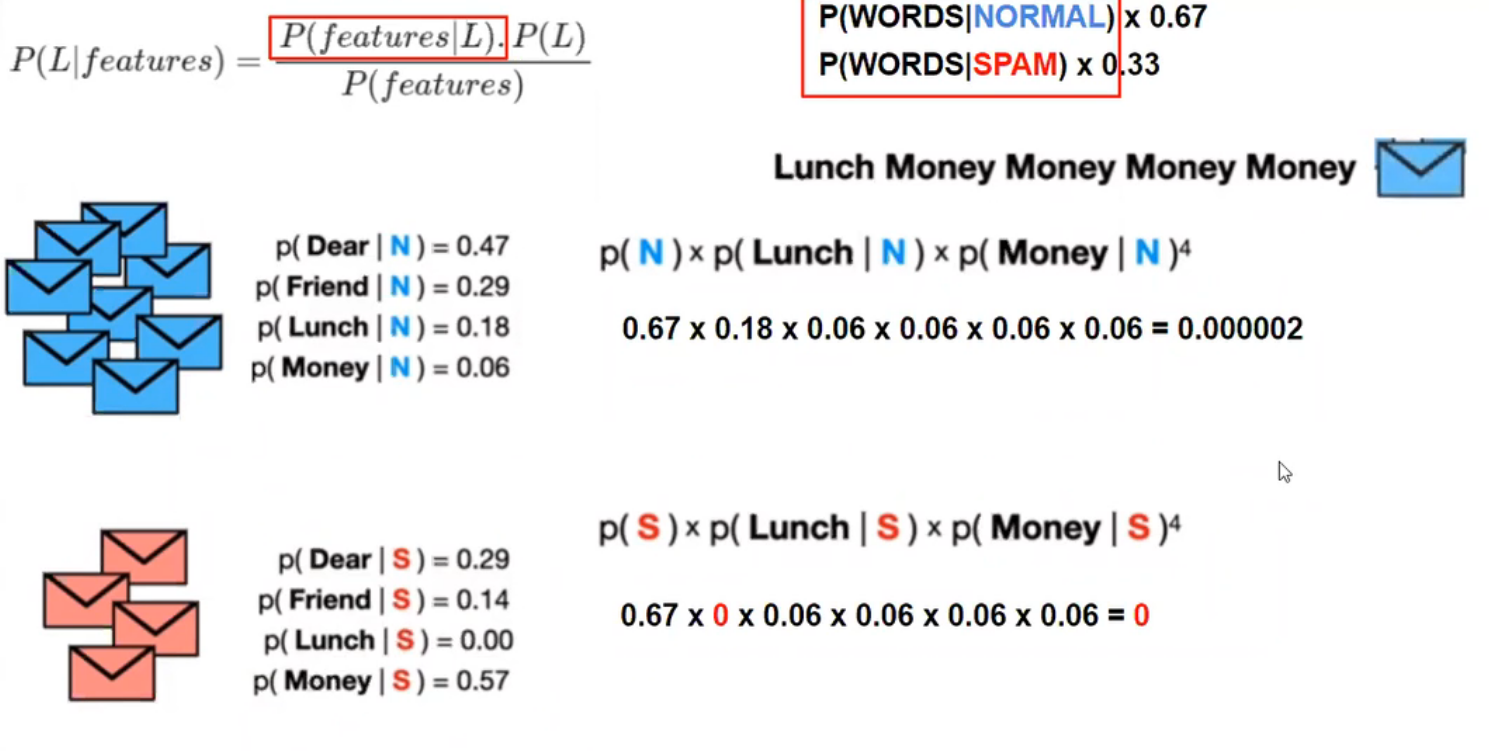 P(L|features) = P(features|L).P(L) / P(features)
P(WORDS|NORMAL) x 0.67
P(WORDS|SPAM) x 0.33
Lunch Money Money Money Money
p( Dear | N ) = 0.47
p( Friend | N ) = 0.29
p( Lunch | N ) = 0.18
p( Money | N ) = 0.06
p( N ) x p( Lunch | N ) x p( Money | N )⁴
0.67 x 0.18 x 0.06 x 0.06 x 0.06 x 0.06 = 0.000002
p( Dear | S ) = 0.29
p( Friend | S ) = 0.14
p( Lunch | S ) = 0.00
p( Money | S ) = 0.57
p( S ) x p( Lunch | S ) x p( Money | S )⁴
0.67 x 0 x 0.06 x 0.06 x 0.06 x 0.06 = 0